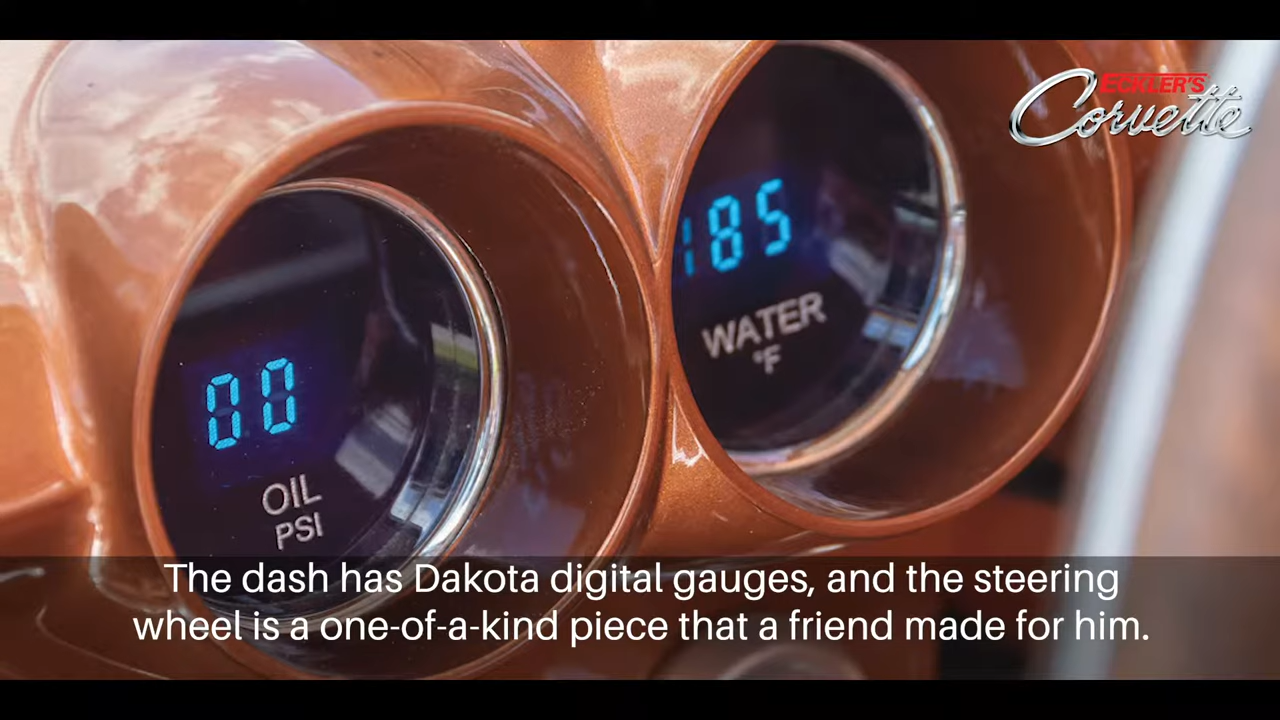 ECKLER'S
Corvette
185
WATER
°F
00
OIL
PSI
The dash has Dakota digital gauges, and the steering
wheel is a one-of-a-kind piece that a friend made for him.